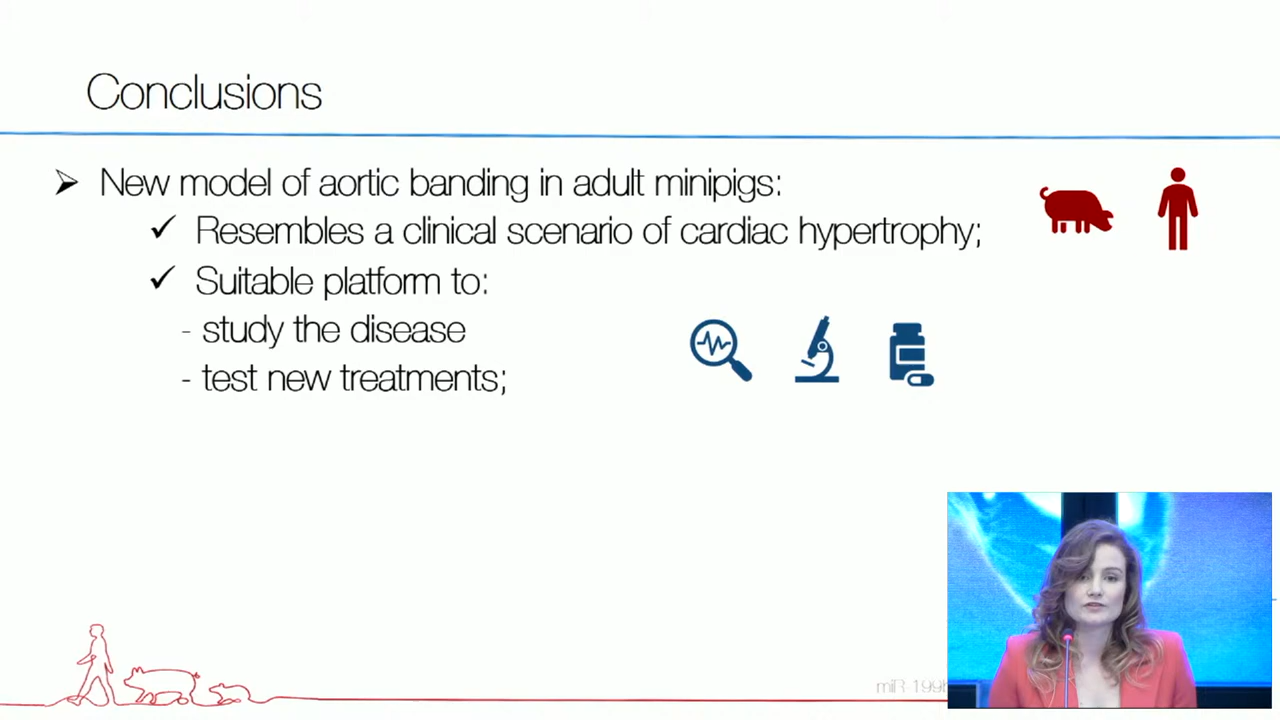 Conclusions
➢ New model of aortic banding in adult minipigs:
✓ Resembles a clinical scenario of cardiac hypertrophy;
✓ Suitable platform to:
- study the disease
- test new treatments;
miR